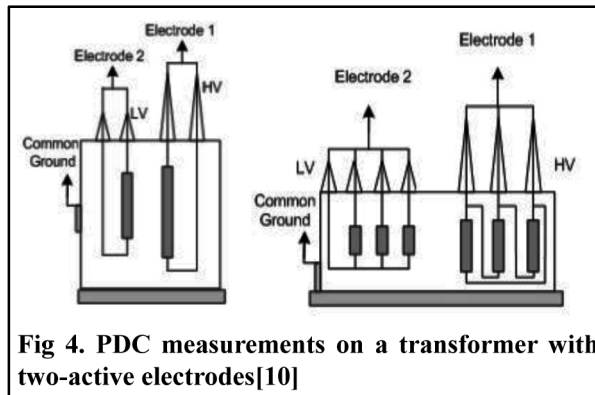 Electrode 1
Electrode 2
HV
LV
Common
Ground
Electrode 1
Electrode 2
LV
HV
Common
Ground
Fig 4. PDC measurements on a transformer with
two-active electrodes[10]